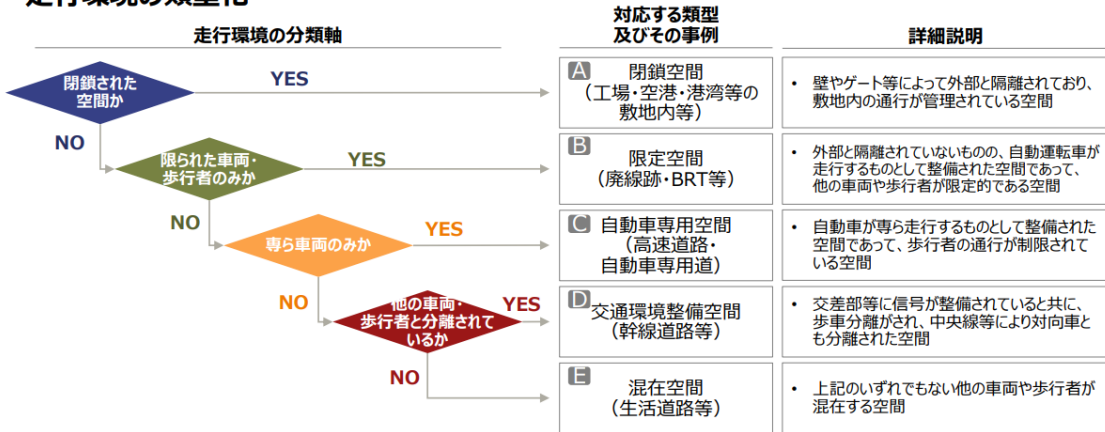 走行環境の類型化
走行環境の分類軸
対応する類型
及びその事例
詳細説明
閉鎖された
空間か
YES
NO
A
閉鎖空間
（工場・空港・港湾等の
敷地内等）
• 壁やゲート等によって外部と隔離されており、
敷地内の通行が管理されている空間
限られた車両・
歩行者のみか
YES
NO
B
限定空間
（廃線跡・BRT等）
• 外部と隔離されていないものの、自動運転車が
走行するものとして整備された空間であって、
他の車両や歩行者が限定的である空間
専ら車両のみか
YES
NO
C
自動車専用空間
（高速道路・
自動車専用道）
• 自動車が専ら走行するものとして整備された
空間であって、歩行者の通行が制限されて
いる空間
他の車両・
歩行者と分離されて
いるか
YES
NO
D
交通環境整備空間
（幹線道路等）
• 交差部等に信号が整備されていると共に、
歩車分離がされ、中央線等により対向車と
も分離された空間
E
混在空間
（生活道路等）
• 上記のいずれでもない他の車両や歩行者が
混在する空間